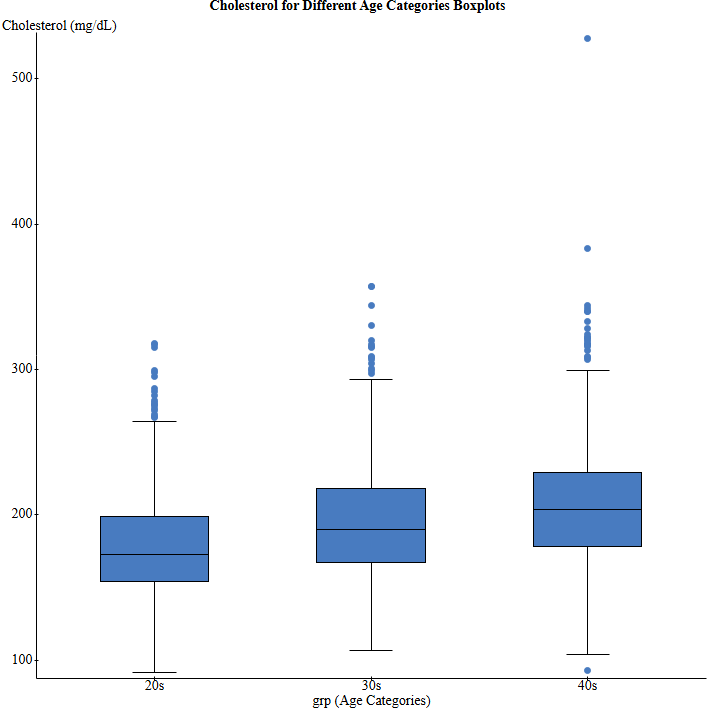 Cholesterol for Different Age Categories Boxplots
Cholesterol (mg/dL)
500
400
300
200
100
20s 30s 40s
grp (Age Categories)